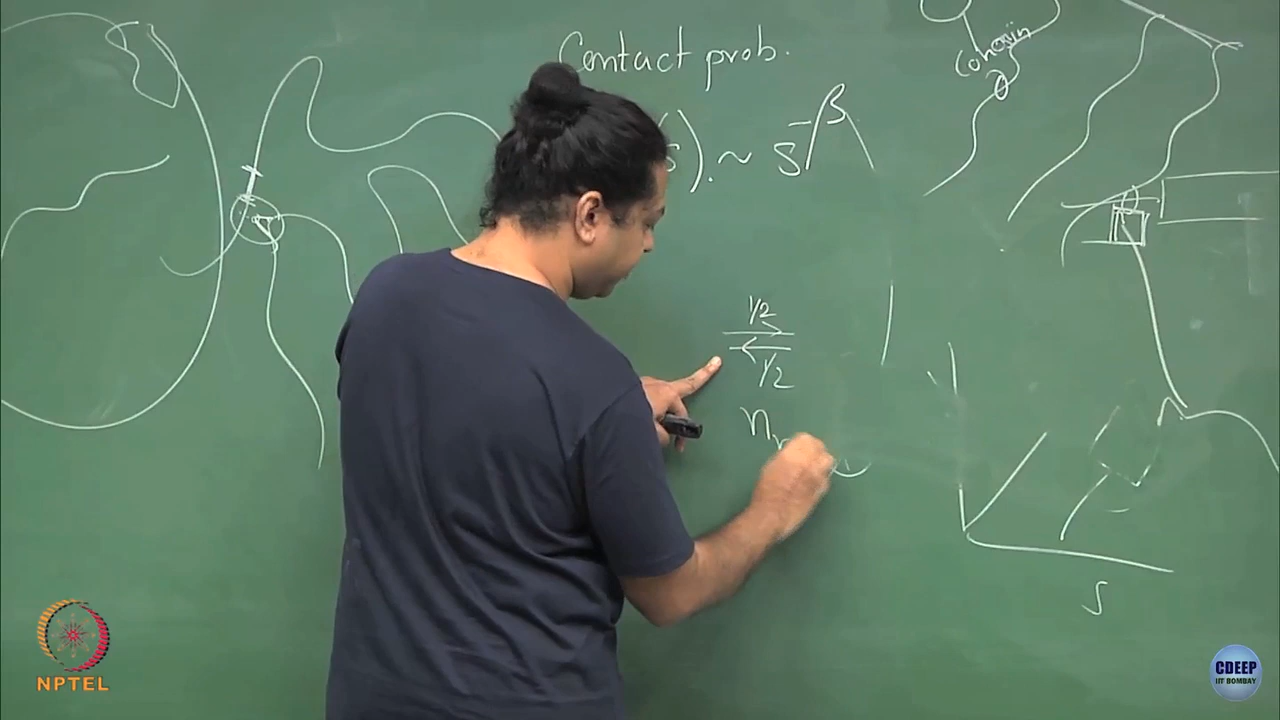 Contact prob.
s) ~ s^-β
cohesin
1/2
1/2
n
s
NPTEL
CDEEP
IIT BOMBAY